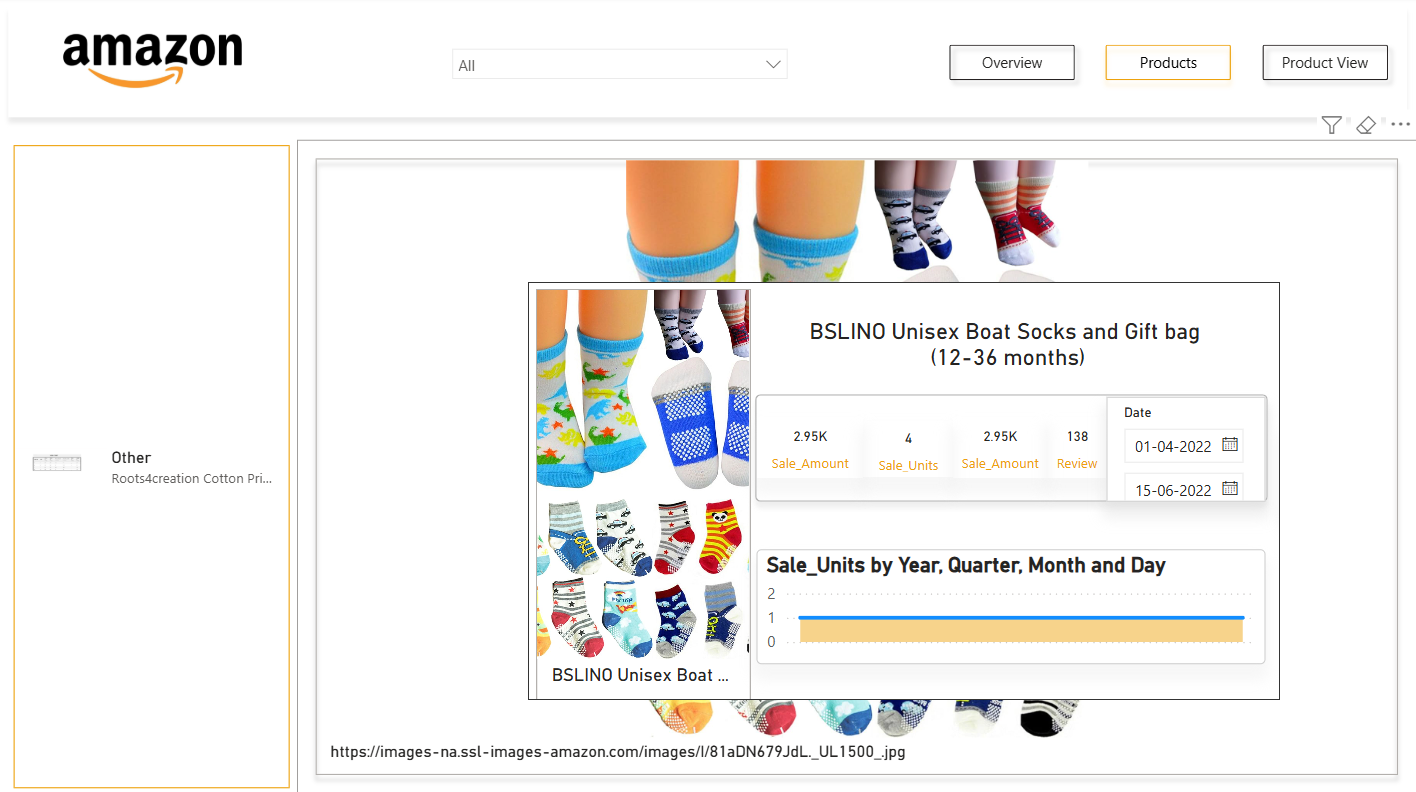 amazon
All
Overview
Products
Product View
Other
Roots4creation Cotton Pri...
BSLINO Unisex Boat Socks and Gift bag
(12-36 months)
2.95K
Sale_Amount
4
Sale_Units
2.95K
Sale_Amount
138
Review
Date
01-04-2022
15-06-2022
Sale_Units by Year, Quarter, Month and Day
2
1
0
BSLINO Unisex Boat ...
https://images-na.ssl-images-amazon.com/images/I/81aDN679JdL._UL1500_.jpg